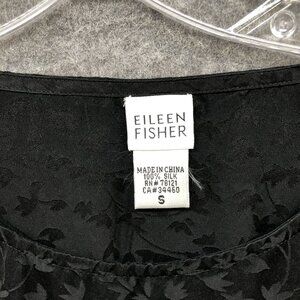 EILEEN
FISHER
MADE IN CHINA
100% SILK
RN# 78121
CA# 34460
S